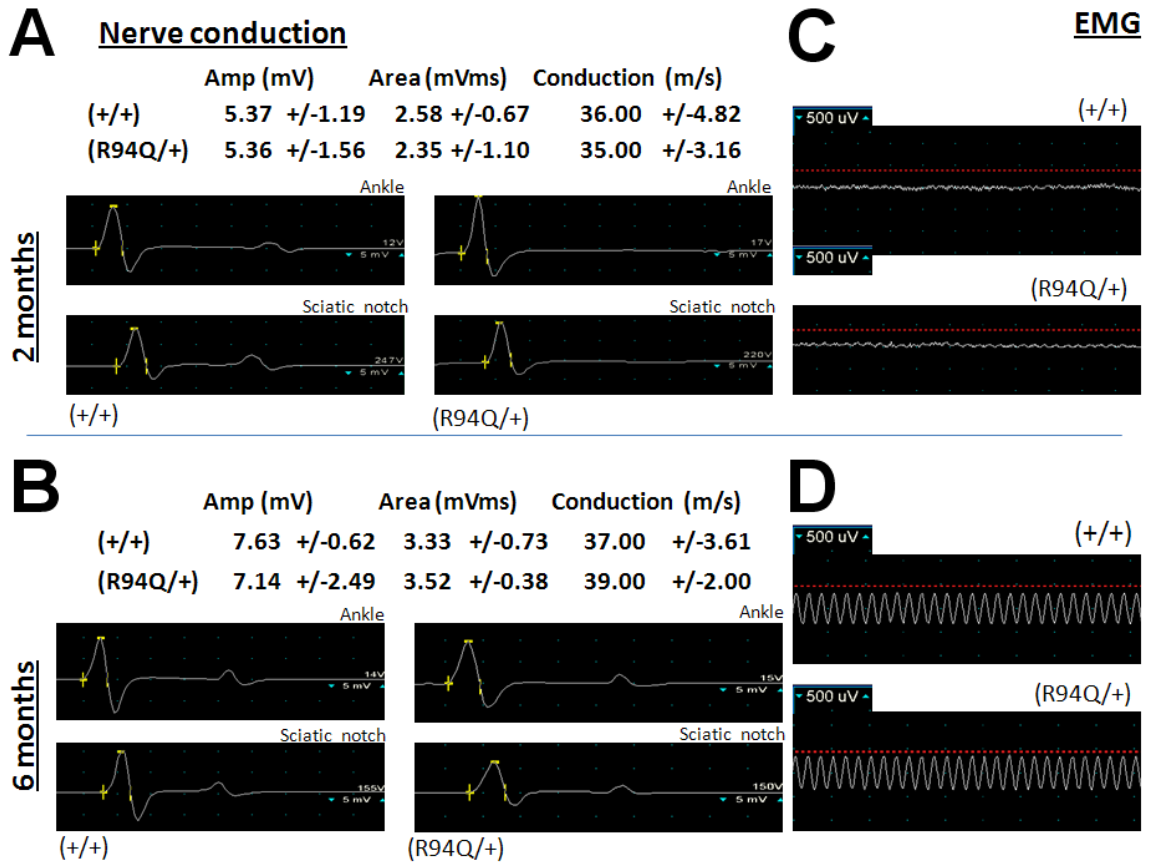 A
Nerve conduction
Amp (mV) Area (mVms) Conduction (m/s)
(+/+) 5.37 +/-1.19 2.58 +/-0.67 36.00 +/-4.82
(R94Q/+) 5.36 +/-1.56 2.35 +/-1.10 35.00 +/-3.16
2 months
Ankle
12V
5 mV
Ankle
17V
5 mV
Sciatic notch
247V
5 mV
Sciatic notch
220V
5 mV
(+/+)
(R94Q/+)
C
EMG
(+/+)
500 uV
500 uV
(R94Q/+)
B
Amp (mV) Area (mVms) Conduction (m/s)
(+/+) 7.63 +/-0.62 3.33 +/-0.73 37.00 +/-3.61
(R94Q/+) 7.14 +/-2.49 3.52 +/-0.38 39.00 +/-2.00
6 months
Ankle
14V
5 mV
Ankle
15V
5 mV
Sciatic notch
155V
5 mV
Sciatic notch
150V
5 mV
(+/+)
(R94Q/+)
D
(+/+)
500 uV
(R94Q/+)
500 uV